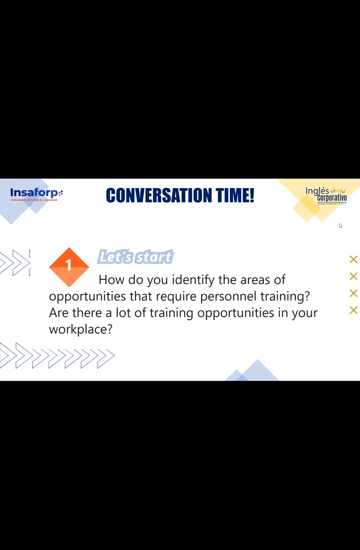 Insaforp
CONVERSATION TIME!
Inglés
Corporativo
1
Let's start
How do you identify the areas of
opportunities that require personnel training?
Are there a lot of training opportunities in your
workplace?